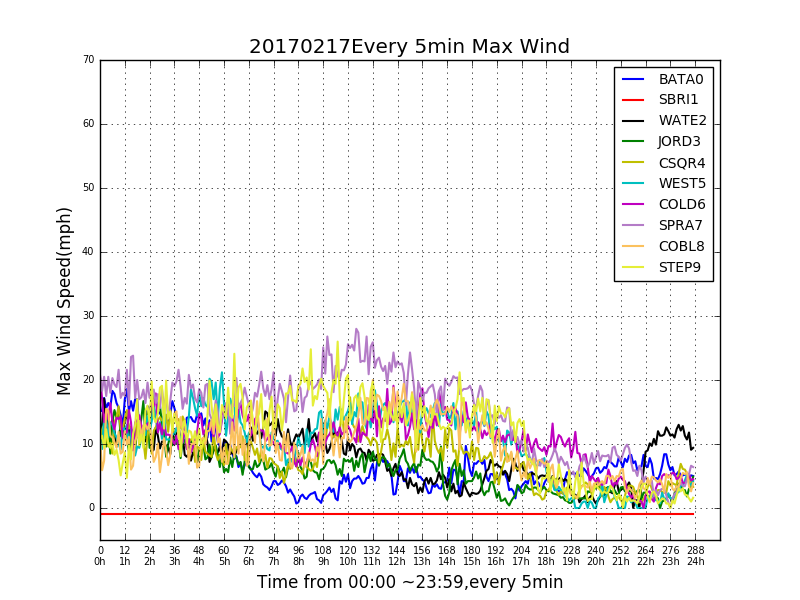 20170217Every 5min Max Wind
Max Wind Speed(mph)
70
60
50
40
30
20
10
0
BATA0
SBRI1
WATE2
JORD3
CSQR4
WEST5
COLD6
SPRA7
COBL8
STEP9
0 12 24 36 48 60 72 84 96 108 120 132 144 156 168 180 192 204 216 228 240 252 264 276 288
0h 1h 2h 3h 4h 5h 6h 7h 8h 9h 10h 11h 12h 13h 14h 15h 16h 17h 18h 19h 20h 21h 22h 23h 24h
Time from 00:00 ~23:59,every 5min